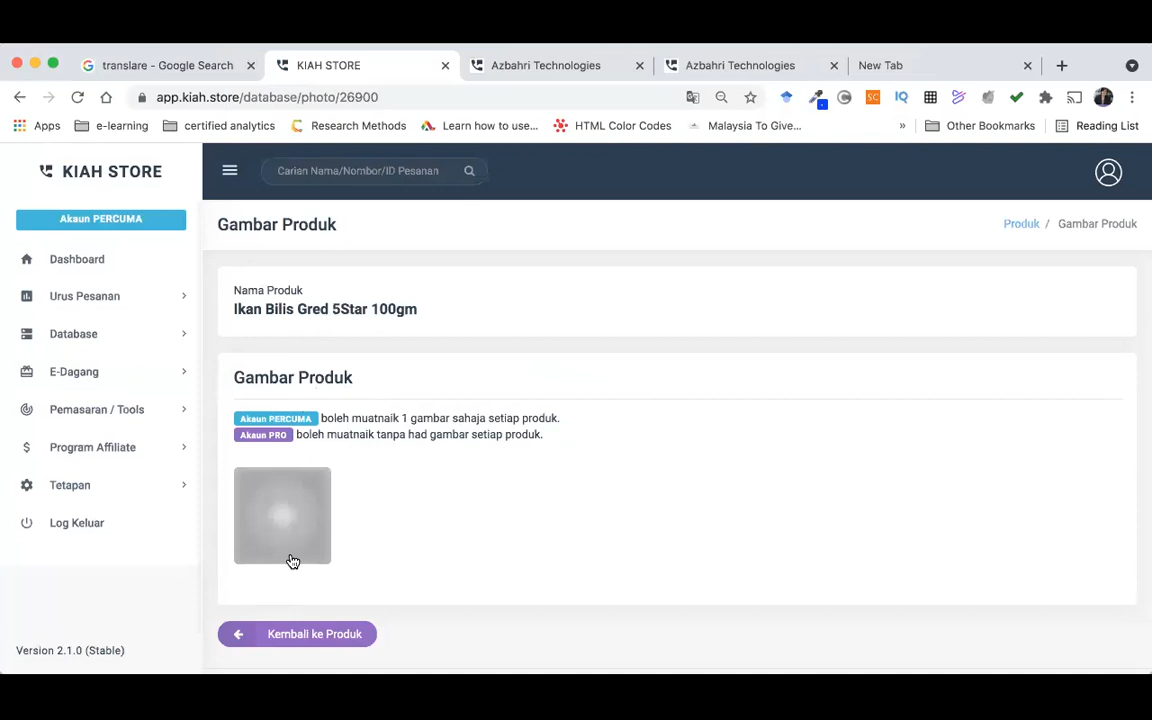 translare - Google Search
KIAH STORE
Azbahri Technologies
Azbahri Technologies
New Tab
app.kiah.store/database/photo/26900
Apps
e-learning
certified analytics
Research Methods
Learn how to use...
HTML Color Codes
Malaysia To Give...
»
Other Bookmarks
Reading List
KIAH STORE
Carian Nama/Nombor/ID Pesanan
Akaun PERCUMA
Gambar Produk
Produk / Gambar Produk
Dashboard
Urus Pesanan
Database
E-Dagang
Pemasaran / Tools
Program Affiliate
Tetapan
Log Keluar
Version 2.1.0 (Stable)
Nama Produk
Ikan Bilis Gred 5Star 100gm
Gambar Produk
Akaun PERCUMA boleh muatnaik 1 gambar sahaja setiap produk.
Akaun PRO boleh muatnaik tanpa had gambar setiap produk.
Kembali ke Produk